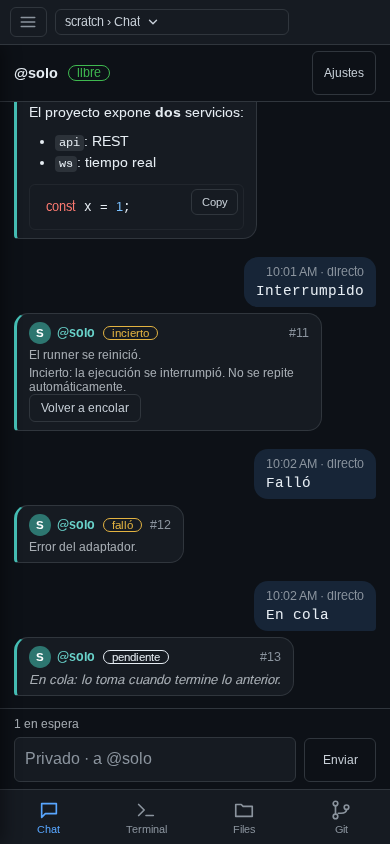 scratch › Chat
@solo libre
Ajustes
El proyecto expone dos servicios:
• api: REST
• ws: tiempo real
const x = 1;
Copy
10:01 AM · directo
Interrumpido
S @solo incierto #11
El runner se reinició.
Incierto: la ejecución se interrumpió. No se repite
automáticamente.
Volver a encolar
10:02 AM · directo
Falló
S @solo falló #12
Error del adaptador.
10:02 AM · directo
En cola
S @solo pendiente #13
En cola: lo toma cuando termine lo anterior.
1 en espera
Privado · a @solo
Enviar
Chat Terminal Files Git